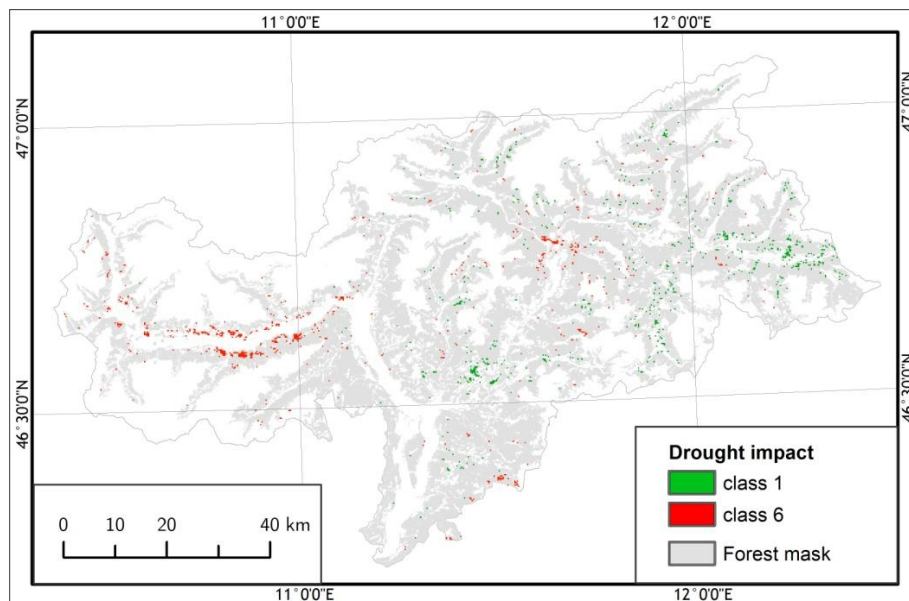 11°0'0"E 12°0'0"E
47°0'0"N 47°0'0"N
46°30'0"N 46°30'0"N
Drought impact
class 1
class 6
Forest mask
0 10 20 40 km
11°0'0"E 12°0'0"E